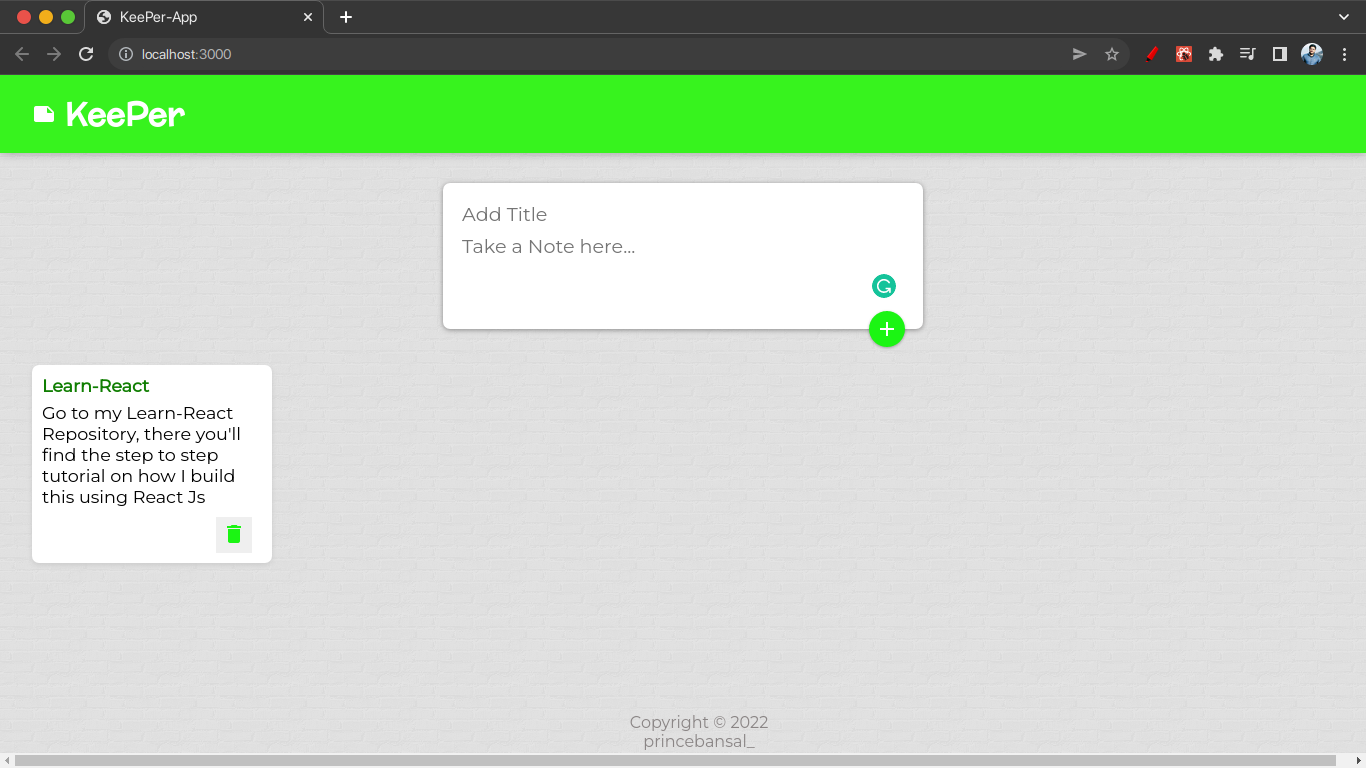 KeePer-App
localhost:3000
KeePer
Add Title
Take a Note here...
Learn-React
Go to my Learn-React
Repository, there you'll
find the step to step
tutorial on how I build
this using React Js
Copyright © 2022
princebansal_